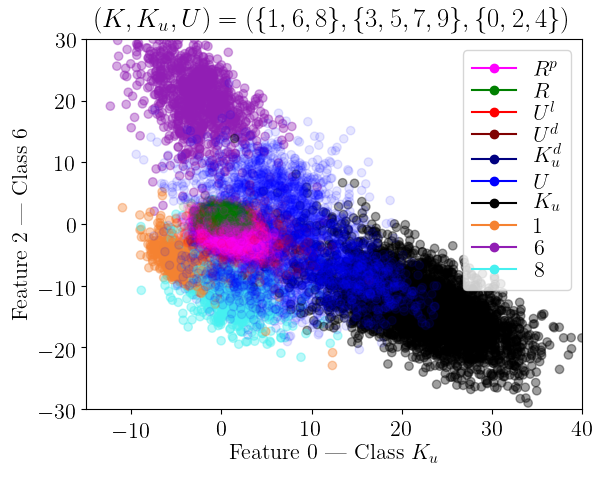 (K, K_u, U) = ({1, 6, 8}, {3, 5, 7, 9}, {0, 2, 4})
30
20
10
0
−10
−20
−30
Feature 2 — Class 6
R^p
R
U^l
U^d
K_u^d
U
K_u
1
6
8
−10
0
10
20
30
40
Feature 0 — Class K_u